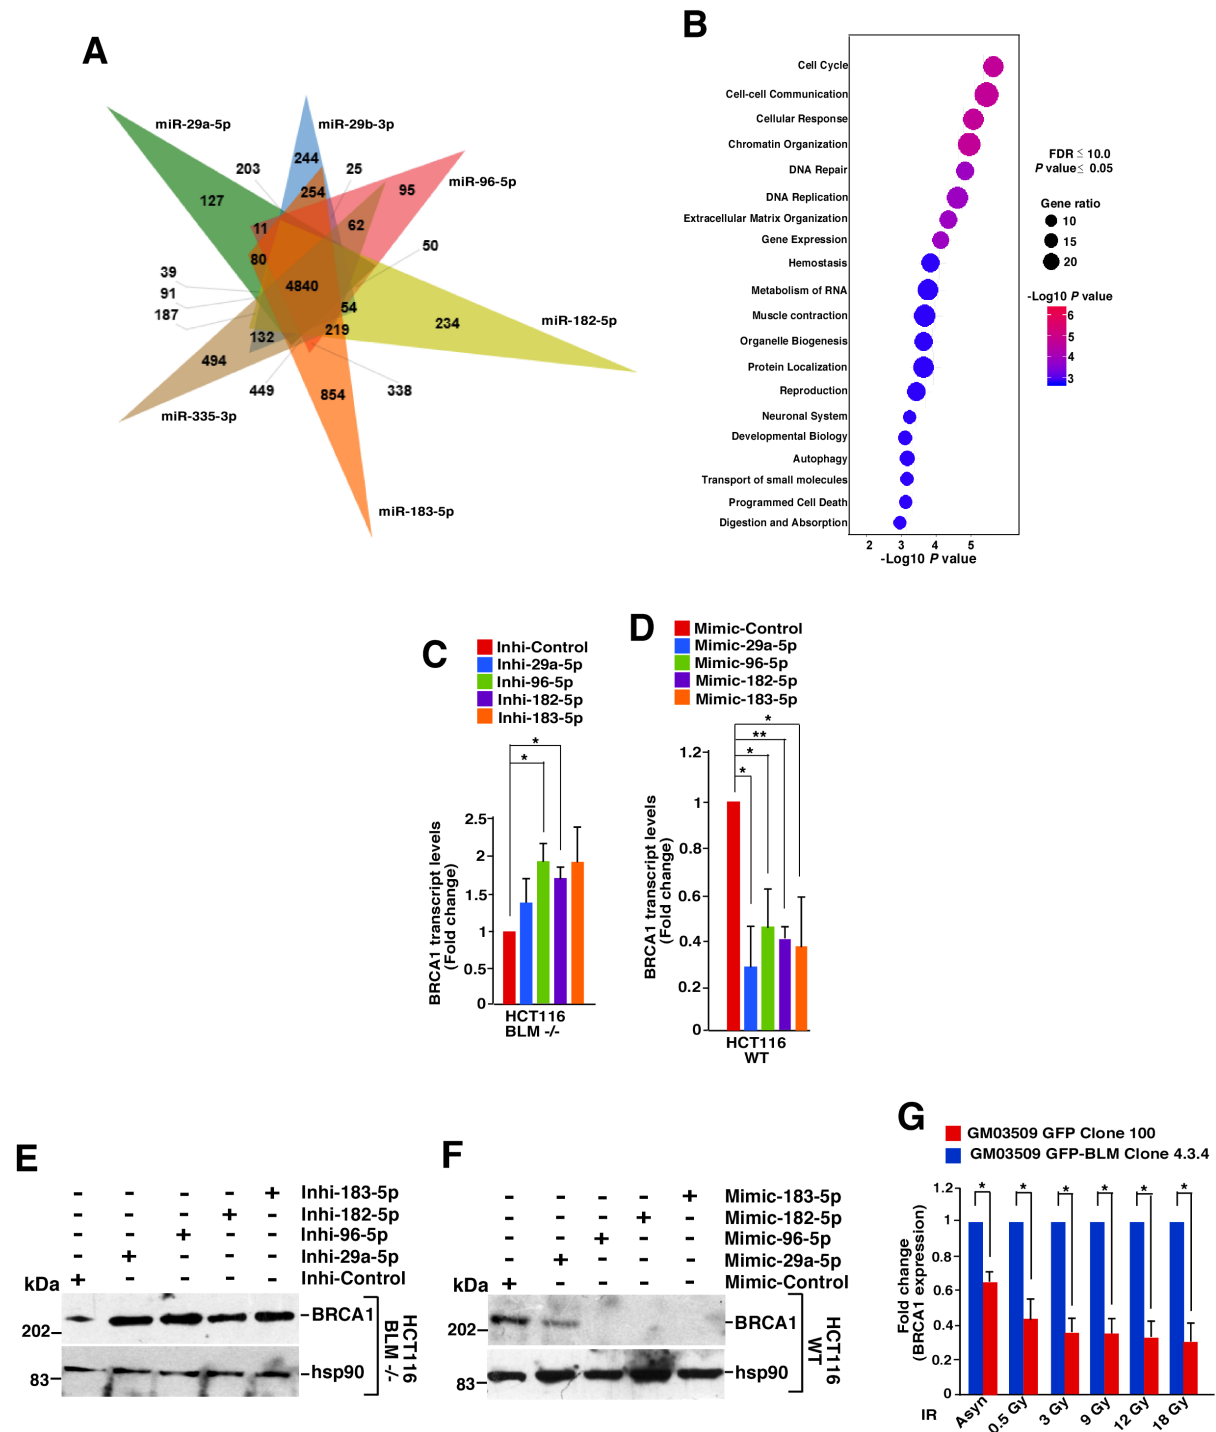 A
miR-29a-5p
miR-29b-3p
miR-96-5p
miR-182-5p
miR-183-5p
miR-335-3p
244
203
25
254
95
127
11
62
80
50
39
4840
91
187
54
234
132
219
494
449
338
854
B
Cell Cycle
Cell-cell Communication
Cellular Response
Chromatin Organization
DNA Repair
DNA Replication
Extracellular Matrix Organization
Gene Expression
Hemostasis
Metabolism of RNA
Muscle contraction
Organelle Biogenesis
Protein Localization
Reproduction
Neuronal System
Developmental Biology
Autophagy
Transport of small molecules
Programmed Cell Death
Digestion and Absorption
2 3 4 5
-Log10 P value
FDR ≤ 10.0
P value ≤ 0.05
Gene ratio
10
15
20
-Log10 P value
6
5
4
3
C
Inhi-Control
Inhi-29a-5p
Inhi-96-5p
Inhi-182-5p
Inhi-183-5p
*
*
BRCA1 transcript levels
(Fold change)
2.5
2
1.5
1
0.5
0
HCT116
BLM -/-
D
Mimic-Control
Mimic-29a-5p
Mimic-96-5p
Mimic-182-5p
Mimic-183-5p
*
**
*
*
BRCA1 transcript levels
(Fold change)
1.2
1
0.8
0.6
0.4
0.2
0
HCT116
WT
E
- - - - + Inhi-183-5p
- - - + - Inhi-182-5p
- - + - - Inhi-96-5p
- + - - - Inhi-29a-5p
+ - - - - Inhi-Control
kDa
BRCA1
202
hsp90
83
HCT116
BLM -/-
F
- - - - + Mimic-183-5p
- - - + - Mimic-182-5p
- - + - - Mimic-96-5p
- + - - - Mimic-29a-5p
+ - - - - Mimic-Control
kDa
BRCA1
202
hsp90
83
HCT116
WT
G
GM03509 GFP Clone 100
GM03509 GFP-BLM Clone 4.3.4
* * * * * *
Fold change
(BRCA1 expression)
1.2
1
0.8
0.6
0.4
0.2
0
IR Asyn 0.5 Gy 3 Gy 9 Gy 12 Gy 18 Gy